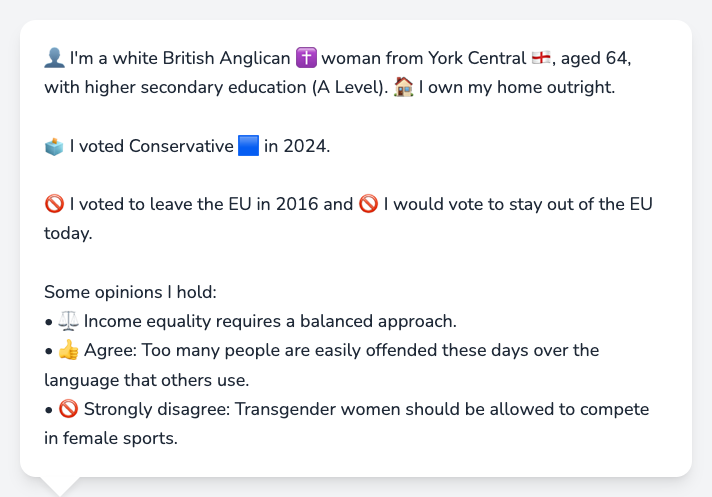 👤 I'm a white British Anglican ✝️ woman from York Central 🏴󠁧󠁢󠁥󠁮󠁧󠁿, aged 64,
with higher secondary education (A Level). 🏠 I own my home outright.
🗳️ I voted Conservative 🟦 in 2024.
🚫 I voted to leave the EU in 2016 and 🚫 I would vote to stay out of the EU
today.
Some opinions I hold:
• ⚖️ Income equality requires a balanced approach.
• 👍 Agree: Too many people are easily offended these days over the
language that others use.
• 🚫 Strongly disagree: Transgender women should be allowed to compete
in female sports.